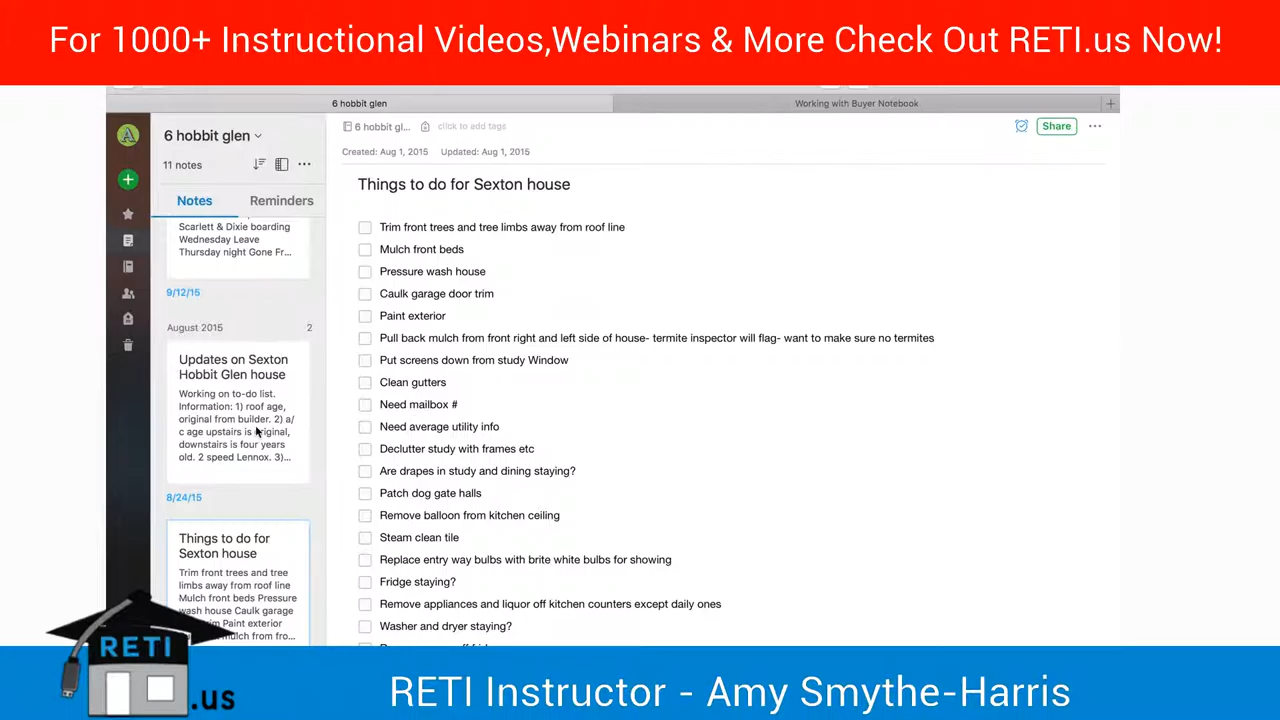 For 1000+ Instructional Videos,Webinars & More Check Out RETI.us Now!
6 hobbit glen
Working with Buyer Notebook
6 hobbit glen
11 notes
Notes
Reminders
Scarlett & Dixie boarding
Wednesday Leave
Thursday night Gone Fr...
9/12/15
August 2015 2
Updates on Sexton
Hobbit Glen house
Working on to-do list.
Information: 1) roof age,
original from builder. 2) a/
c age upstairs is original,
downstairs is four years
old. 2 speed Lennox. 3)...
8/24/15
Things to do for
Sexton house
Trim front trees and tree
limbs away from roof line
Mulch front beds Pressure
wash house Caulk garage
Paint exterior
mulch from fro...
6 hobbit gl...
click to add tags
Share
Created: Aug 1, 2015 Updated: Aug 1, 2015
Things to do for Sexton house
Trim front trees and tree limbs away from roof line
Mulch front beds
Pressure wash house
Caulk garage door trim
Paint exterior
Pull back mulch from front right and left side of house- termite inspector will flag- want to make sure no termites
Put screens down from study Window
Clean gutters
Need mailbox #
Need average utility info
Declutter study with frames etc
Are drapes in study and dining staying?
Patch dog gate halls
Remove balloon from kitchen ceiling
Steam clean tile
Replace entry way bulbs with brite white bulbs for showing
Fridge staying?
Remove appliances and liquor off kitchen counters except daily ones
Washer and dryer staying?
RETI
.us
RETI Instructor - Amy Smythe-Harris